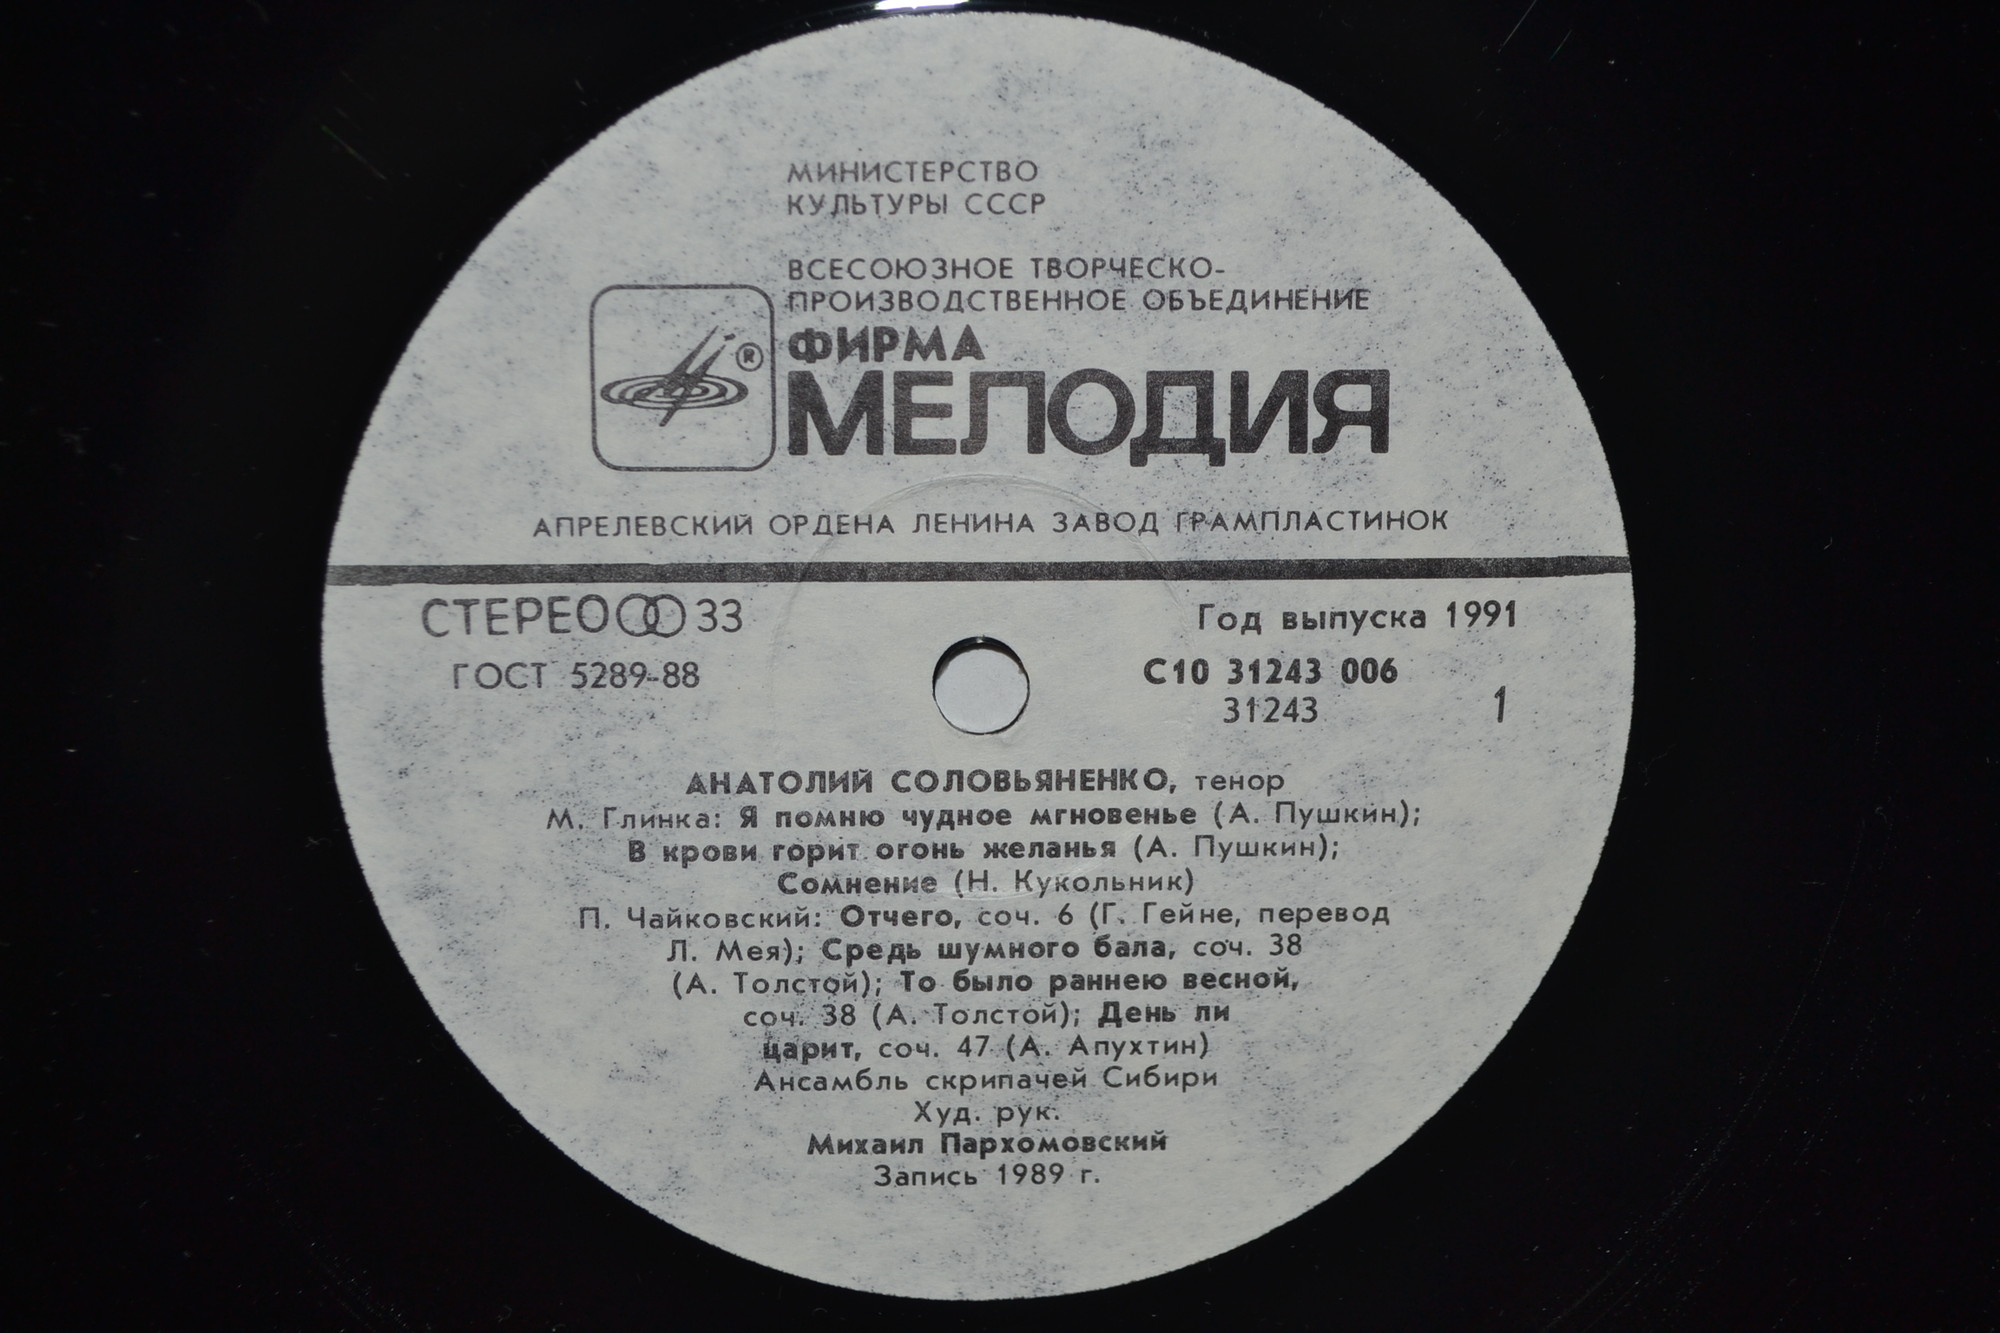 МИНИСТЕРСТВО
КУЛЬТУРЫ СССР
ВСЕСОЮЗНОЕ ТВОРЧЕСКО-
ПРОИЗВОДСТВЕННОЕ ОБЪЕДИНЕНИЕ
ФИРМА
®
МЕЛОДИЯ
АПРЕЛЕВСКИЙ ОРДЕНА ЛЕНИНА ЗАВОД ГРАМПЛАСТИНОК
СТЕРЕО 33
Год выпуска 1991
ГОСТ 5289-88
С10 31243 006
31243
1
АНАТОЛИЙ СОЛОВЬЯНЕНКО, тенор
М. Глинка: Я помню чудное мгновенье (А. Пушкин);
В крови горит огонь желанья (А. Пушкин);
Сомнение (Н. Кукольник)
П. Чайковский: Отчего, соч. 6 (Г. Гейне, перевод
Л. Мея); Средь шумного бала, соч. 38
(А. Толстой); То было раннею весной,
соч. 38 (А. Толстой); День ли
царит, соч. 47 (А. Апухтин)
Ансамбль скрипачей Сибири
Худ. рук.
Михаил Пархомовский
Запись 1989 г.